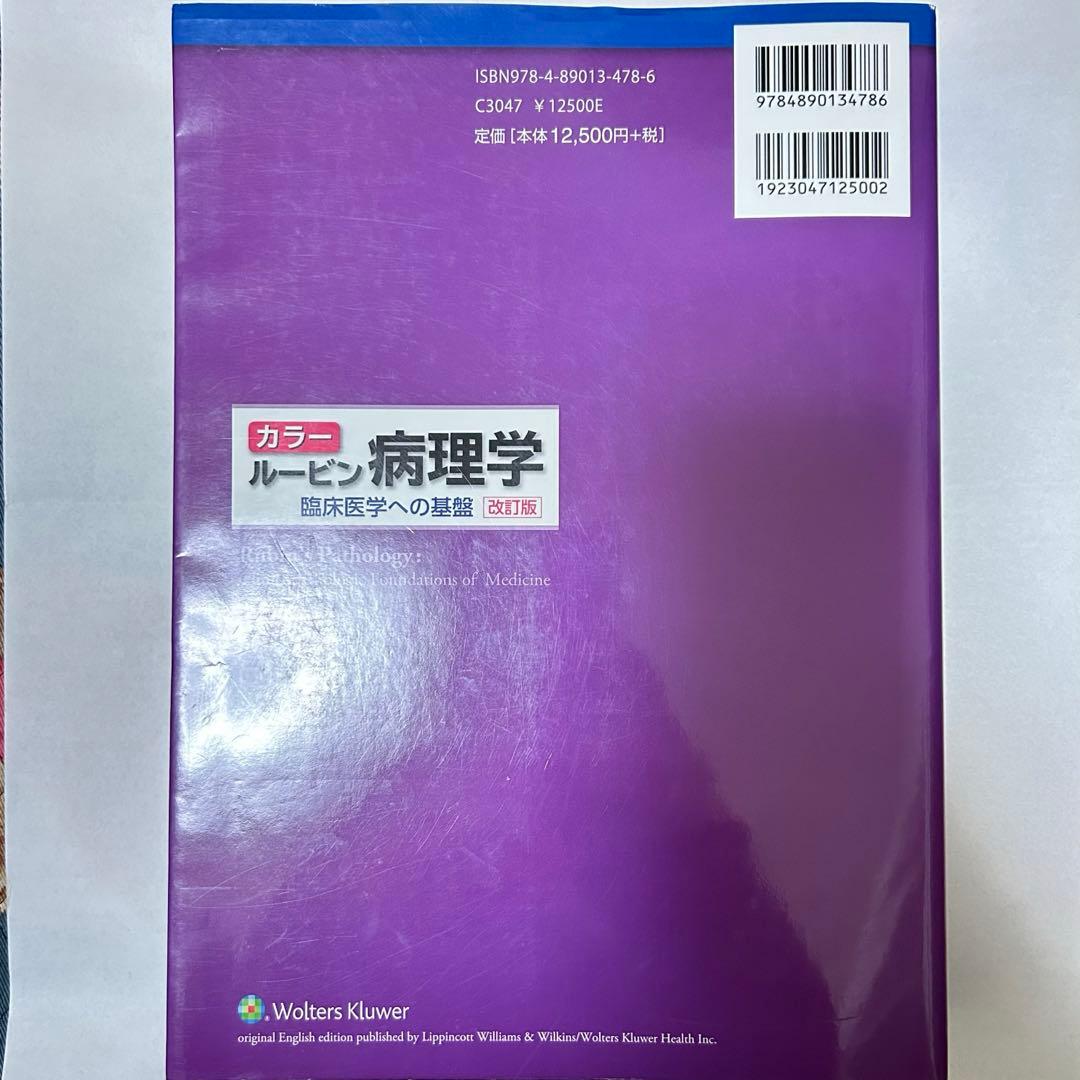 ISBN978-4-89013-478-6
C3047 ¥12500E
定価[本体12,500円+税]
9784890134786
1923047125002
カラー
ルービン 病理学
臨床医学への基盤 改訂版
Rubin's Pathology:
Foundations of Medicine
Wolters Kluwer
original English edition published by Lippincott Williams & Wilkins/Wolters Kluwer Health Inc.